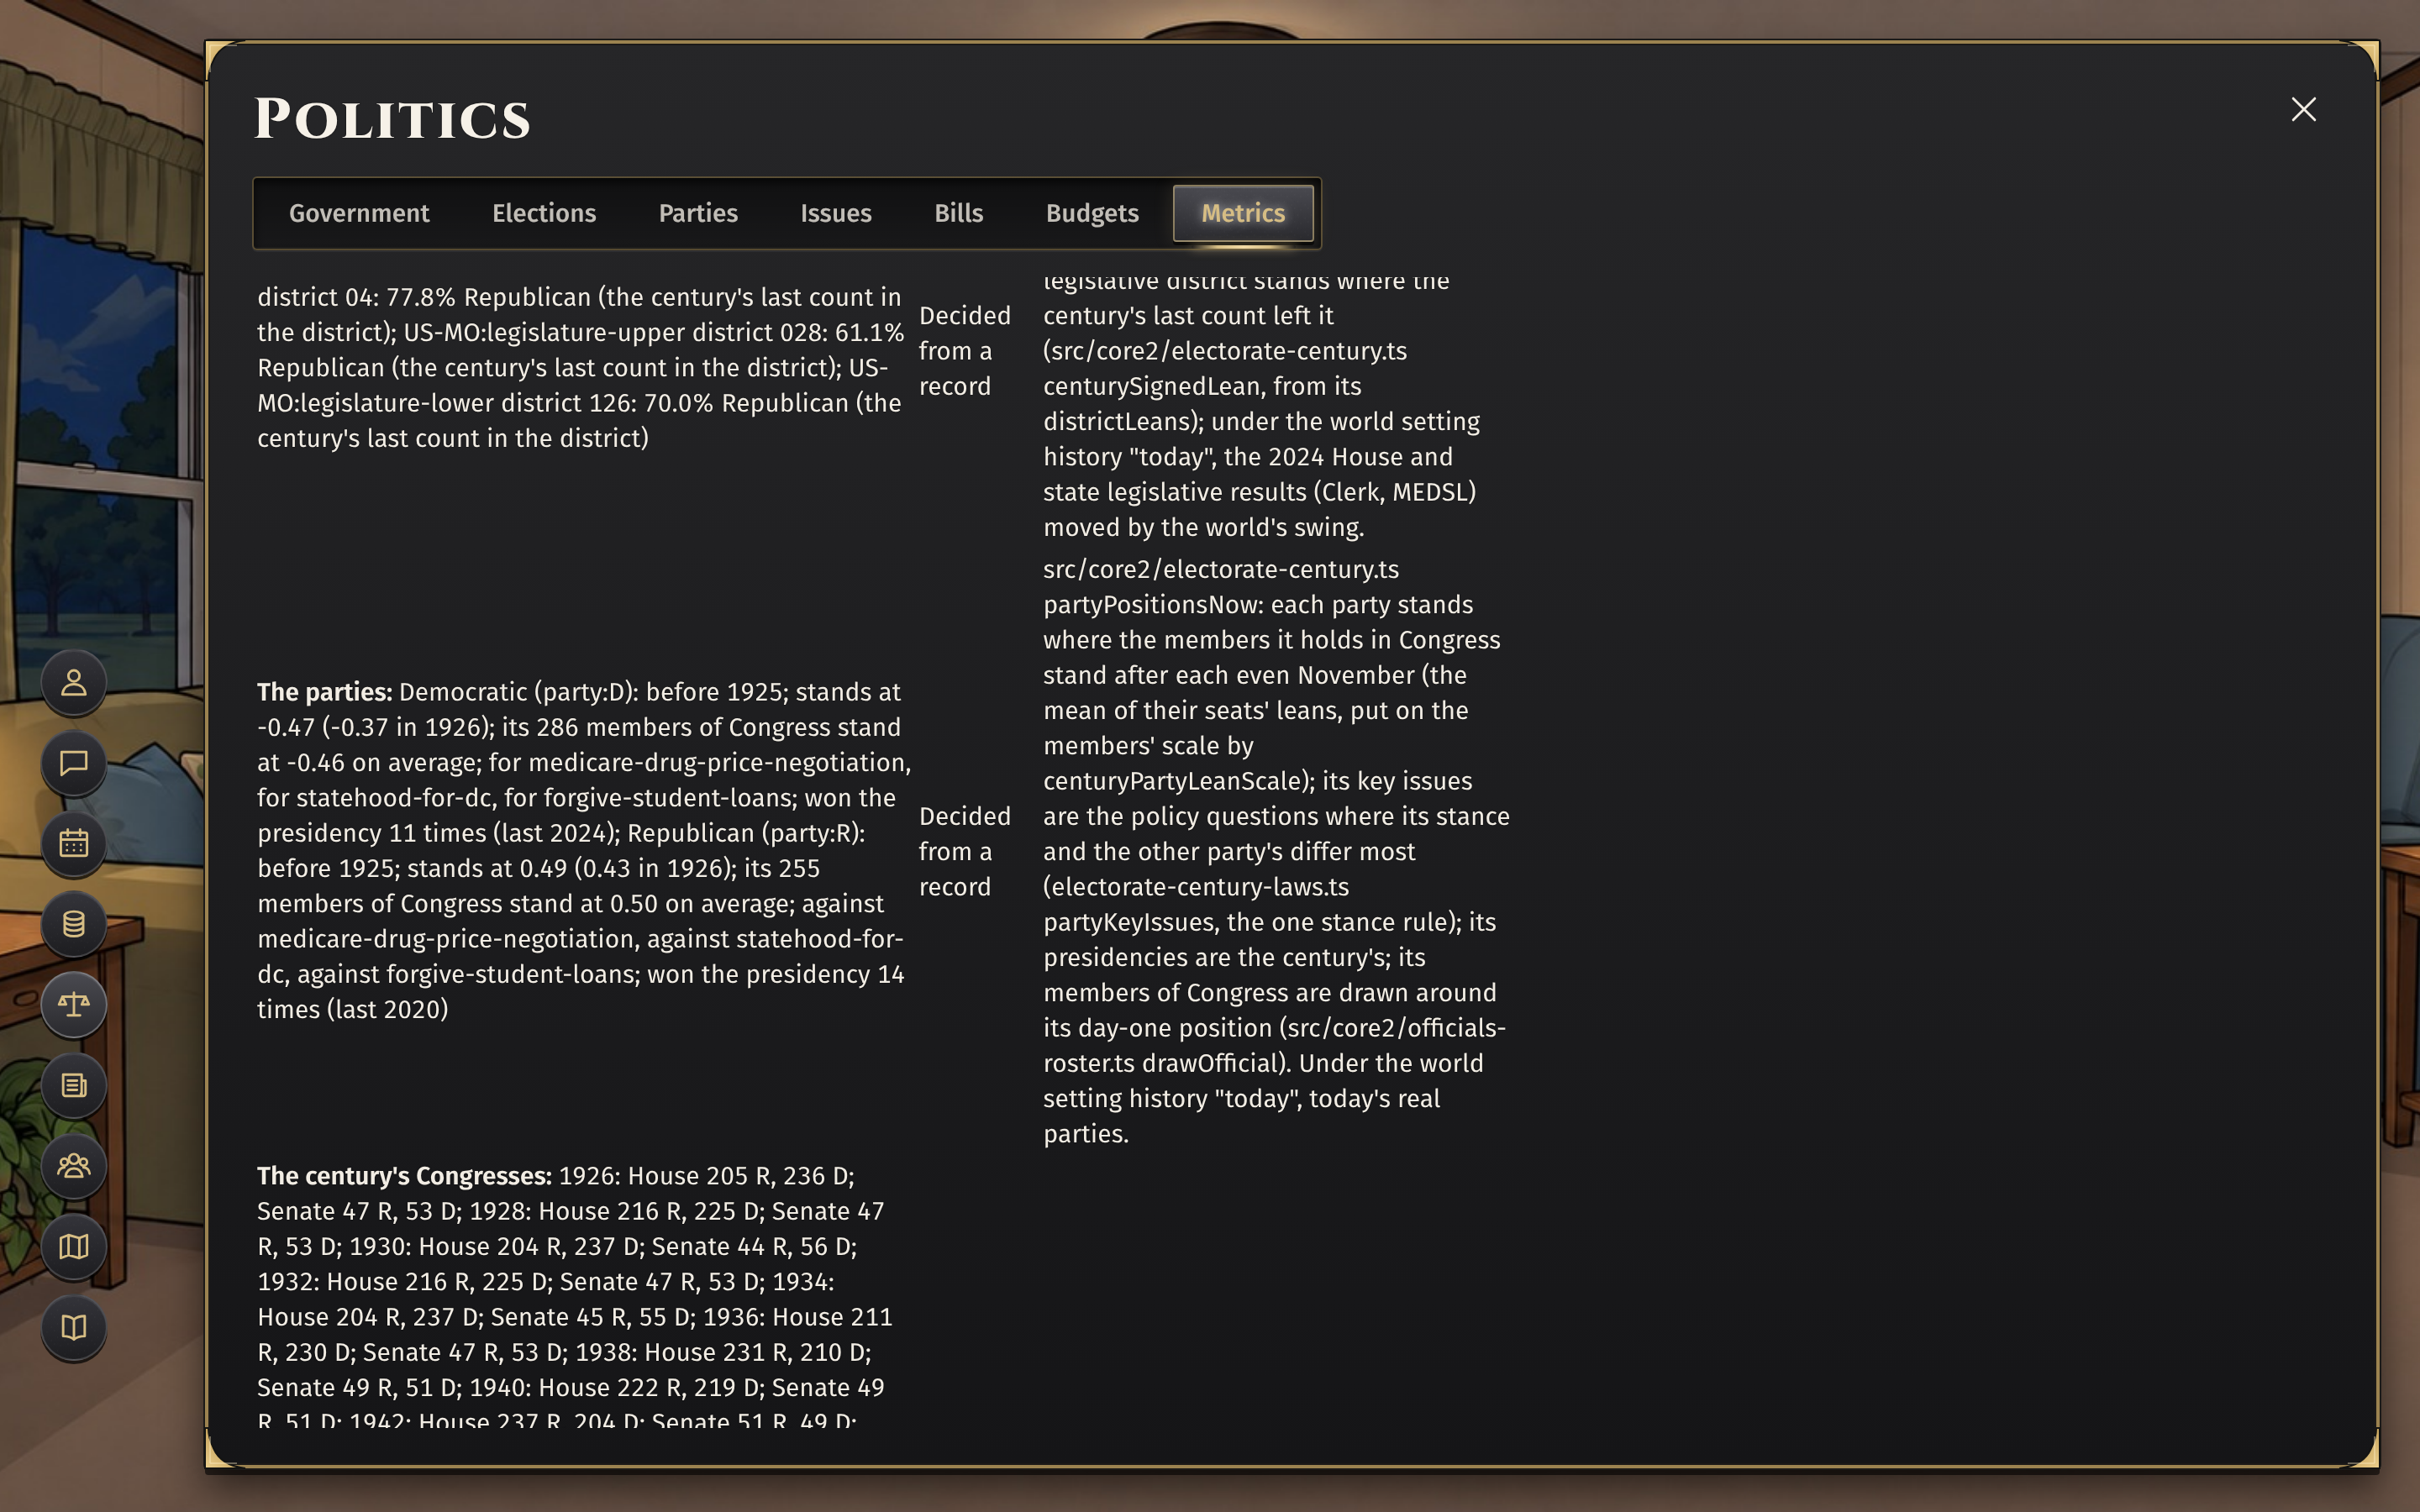 Politics
Government Elections Parties Issues Bills Budgets Metrics
district 04: 77.8% Republican (the century's last count in
the district); US-MO:legislature-upper district 028: 61.1%
Republican (the century's last count in the district); US-
MO:legislature-lower district 126: 70.0% Republican (the
century's last count in the district)
Decided
from a
record
legislative district stands where the
century's last count left it
(src/core2/electorate-century.ts
centurySignedLean, from its
districtLeans); under the world setting
history "today", the 2024 House and
state legislative results (Clerk, MEDSL)
moved by the world's swing.
The parties: Democratic (party:D): before 1925; stands at
-0.47 (-0.37 in 1926); its 286 members of Congress stand
at -0.46 on average; for medicare-drug-price-negotiation,
for statehood-for-dc, for forgive-student-loans; won the
presidency 11 times (last 2024); Republican (party:R):
before 1925; stands at 0.49 (0.43 in 1926); its 255
members of Congress stand at 0.50 on average; against
medicare-drug-price-negotiation, against statehood-for-
dc, against forgive-student-loans; won the presidency 14
times (last 2020)
Decided
from a
record
src/core2/electorate-century.ts
partyPositionsNow: each party stands
where the members it holds in Congress
stand after each even November (the
mean of their seats' leans, put on the
members' scale by
centuryPartyLeanScale); its key issues
are the policy questions where its stance
and the other party's differ most
(electorate-century-laws.ts
partyKeyIssues, the one stance rule); its
presidencies are the century's; its
members of Congress are drawn around
its day-one position (src/core2/officials-
roster.ts drawOfficial). Under the world
setting history "today", today's real
parties.
The century's Congresses: 1926: House 205 R, 236 D;
Senate 47 R, 53 D; 1928: House 216 R, 225 D; Senate 47
R, 53 D; 1930: House 204 R, 237 D; Senate 44 R, 56 D;
1932: House 216 R, 225 D; Senate 47 R, 53 D; 1934:
House 204 R, 237 D; Senate 45 R, 55 D; 1936: House 211
R, 230 D; Senate 47 R, 53 D; 1938: House 231 R, 210 D;
Senate 49 R, 51 D; 1940: House 222 R, 219 D; Senate 49
R, 51 D; 1942: House 237 R, 204 D; Senate 51 R, 49 D;